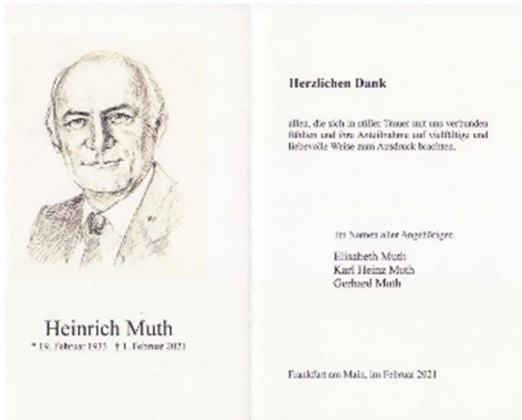 Heinrich Muth
* 19. Februar 1933 † 1. Februar 2021
Herzlichen Dank
allen, die sich in stiller Trauer mit uns verbunden
fühlten und ihre Anteilnahme auf vielfältige und
liebevolle Weise zum Ausdruck brachten.
Im Namen aller Angehörigen
Elisabeth Muth
Karl Heinz Muth
Gerhard Muth
Frankfurt am Main, im Februar 2021